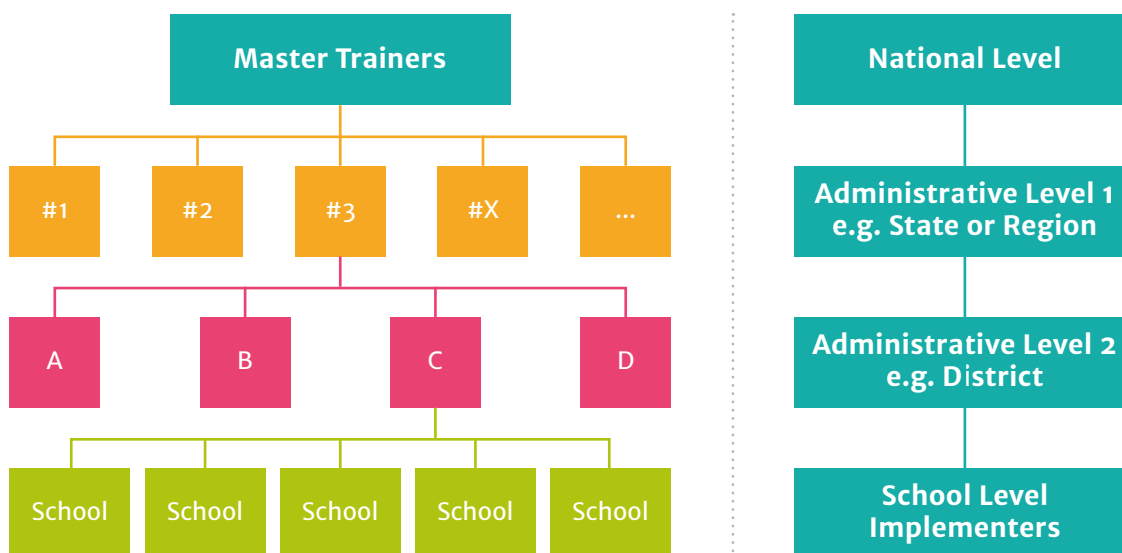 Master Trainers
National Level
#1
#2
#3
#X
...
Administrative Level 1
e.g. State or Region
A
B
C
D
Administrative Level 2
e.g. District
School
School
School
School
School
School Level
Implementers